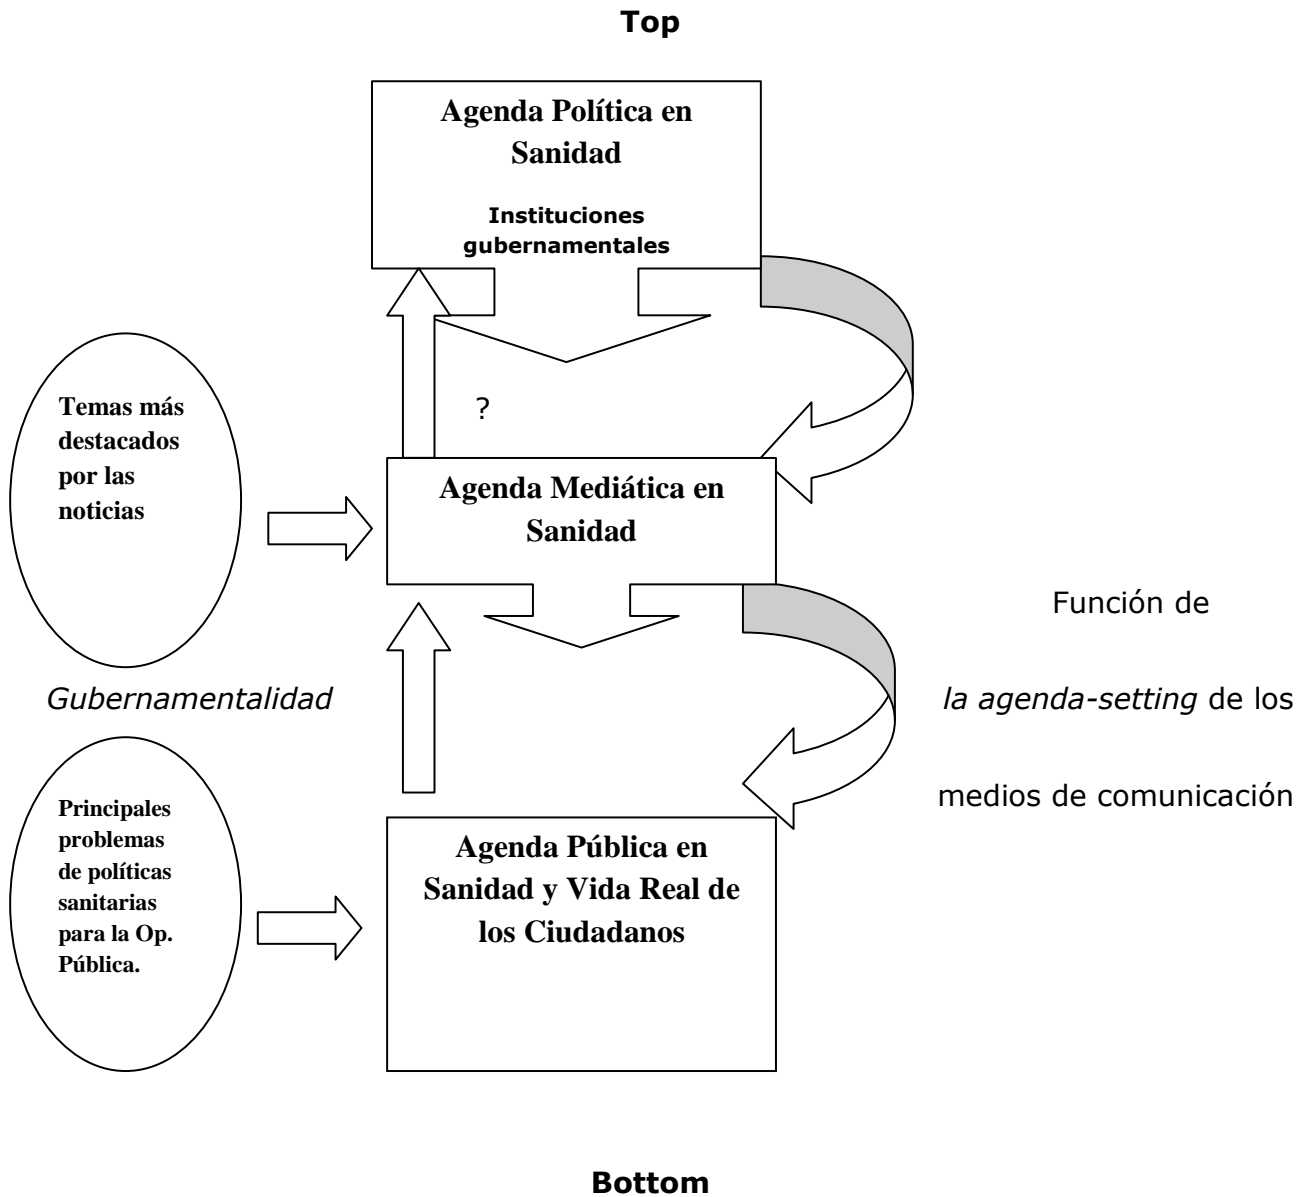 Top
Agenda Política en
Sanidad
Instituciones
gubernamentales
Temas más
destacados
por las
noticias
?
Agenda Mediática en
Sanidad
Función de
Gubernamentalidad
la agenda-setting de los
medios de comunicación
Principales
problemas
de políticas
sanitarias
para la Op.
Pública.
Agenda Pública en
Sanidad y Vida Real de
los Ciudadanos
Bottom